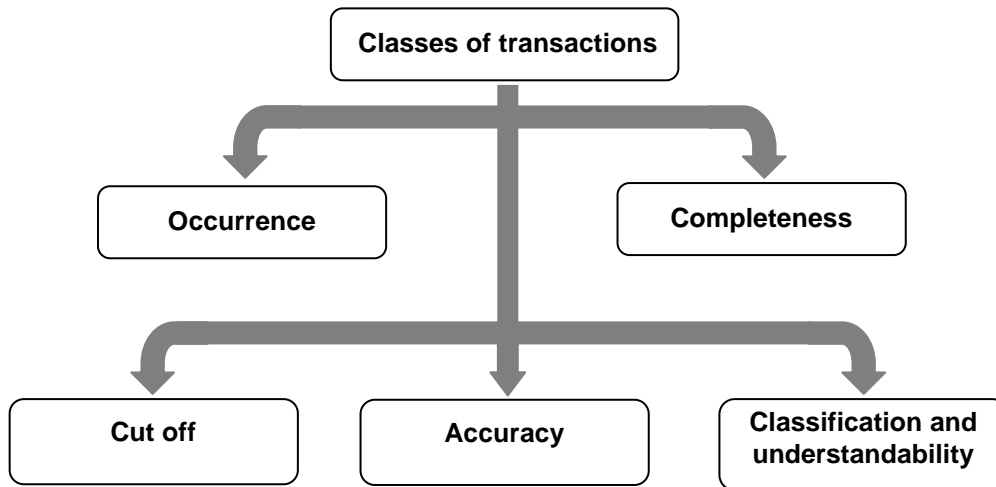 Classes of transactions
Occurrence
Completeness
Cut off
Accuracy
Classification and
understandability